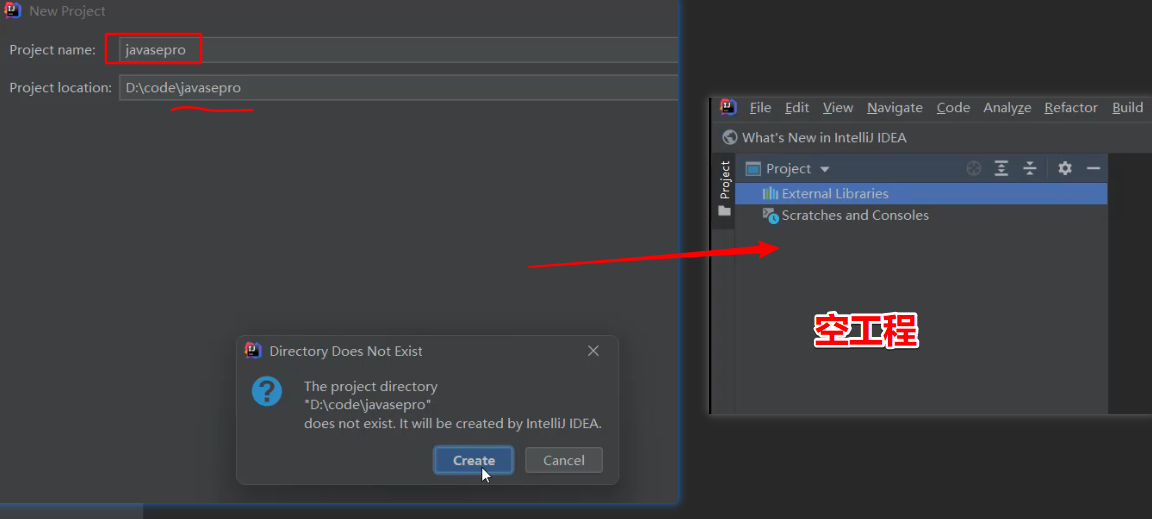 New Project
Project name: javasepro
Project location: D:\code\javasepro
Directory Does Not Exist
The project directory
"D:\code\javasepro"
does not exist. It will be created by IntelliJ IDEA.
Create Cancel
File Edit View Navigate Code Analyze Refactor Build
What's New in IntelliJ IDEA
Project
Project
External Libraries
Scratches and Consoles
空工程